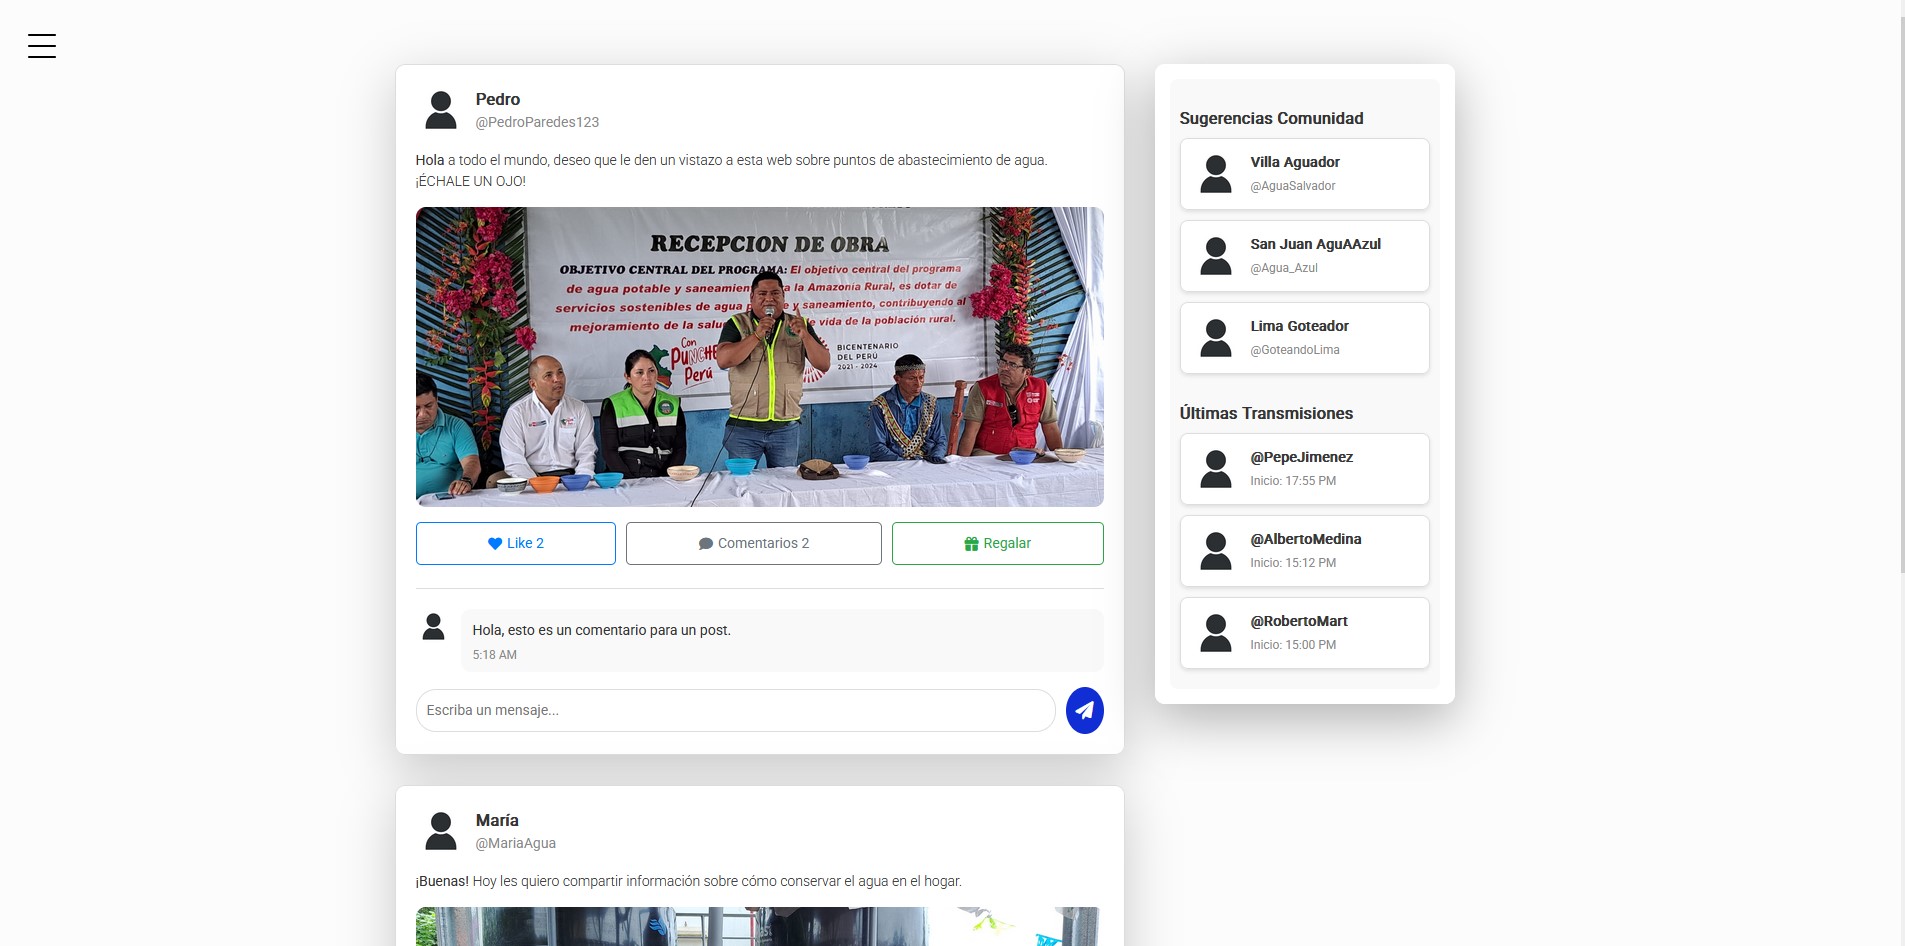 Pedro
@PedroParedes123
Hola a todo el mundo, deseo que le den un vistazo a esta web sobre puntos de abastecimiento de agua.
¡ÉCHALE UN OJO!
RECEPCION DE OBRA
OBJETIVO CENTRAL DEL PROGRAMA: El objetivo central del programa
de agua potable y saneamien a la Amazonía Rural, es dotar de
servicios sostenibles de agua p e y saneamiento, contribuyendo al
mejoramiento de la salu e vida de la población rural.
Con
PUNCHE
Perú
BICENTENARIO
DEL PERÚ
2021 - 2024
Like 2
Comentarios 2
Regalar
Hola, esto es un comentario para un post.
5:18 AM
Escriba un mensaje...
María
@MariaAgua
¡Buenas! Hoy les quiero compartir información sobre cómo conservar el agua en el hogar.
Sugerencias Comunidad
Villa Aguador
@AguaSalvador
San Juan AguAAzul
@Agua_Azul
Lima Goteador
@GoteandoLima
Últimas Transmisiones
@PepeJimenez
Inicio: 17:55 PM
@AlbertoMedina
Inicio: 15:12 PM
@RobertoMart
Inicio: 15:00 PM